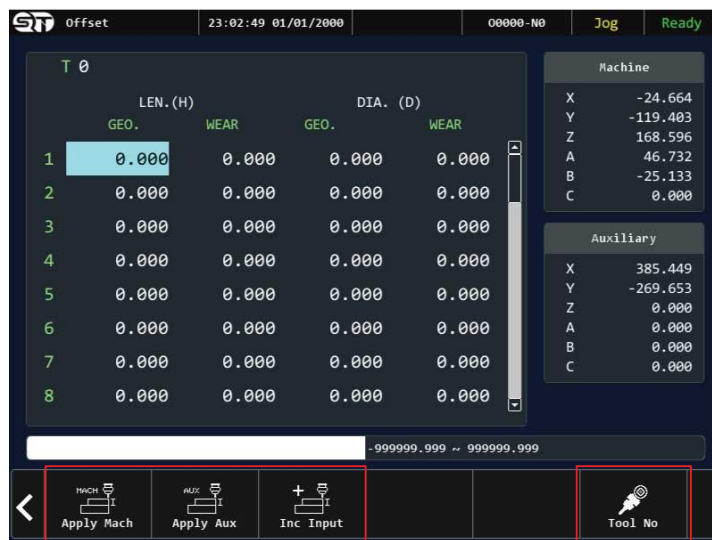 ST Offset 23:02:49 01/01/2000 O0000-N0 Jog Ready
T 0
LEN.(H) DIA. (D)
GEO. WEAR GEO. WEAR
1 0.000 0.000 0.000 0.000
2 0.000 0.000 0.000 0.000
3 0.000 0.000 0.000 0.000
4 0.000 0.000 0.000 0.000
5 0.000 0.000 0.000 0.000
6 0.000 0.000 0.000 0.000
7 0.000 0.000 0.000 0.000
8 0.000 0.000 0.000 0.000
Machine
X -24.664
Y -119.403
Z 168.596
A 46.732
B -25.133
C 0.000
Auxiliary
X 385.449
Y -269.653
Z 0.000
A 0.000
B 0.000
C 0.000
-999999.999 ~ 999999.999
MACH
Apply Mach
AUX
Apply Aux
+
Inc Input
Tool No